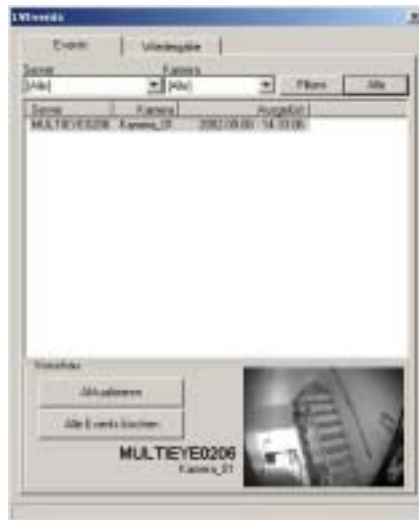 Events Wiedergabe
Server Kamera
[Alle] [Alle] Filtern Alle
Server Kamera Ausgelöst
MULTIEYE0206 Kamera_01
Vorschau
Aktualisieren
Alle Events löschen
MULTIEYE0206
Kamera_01